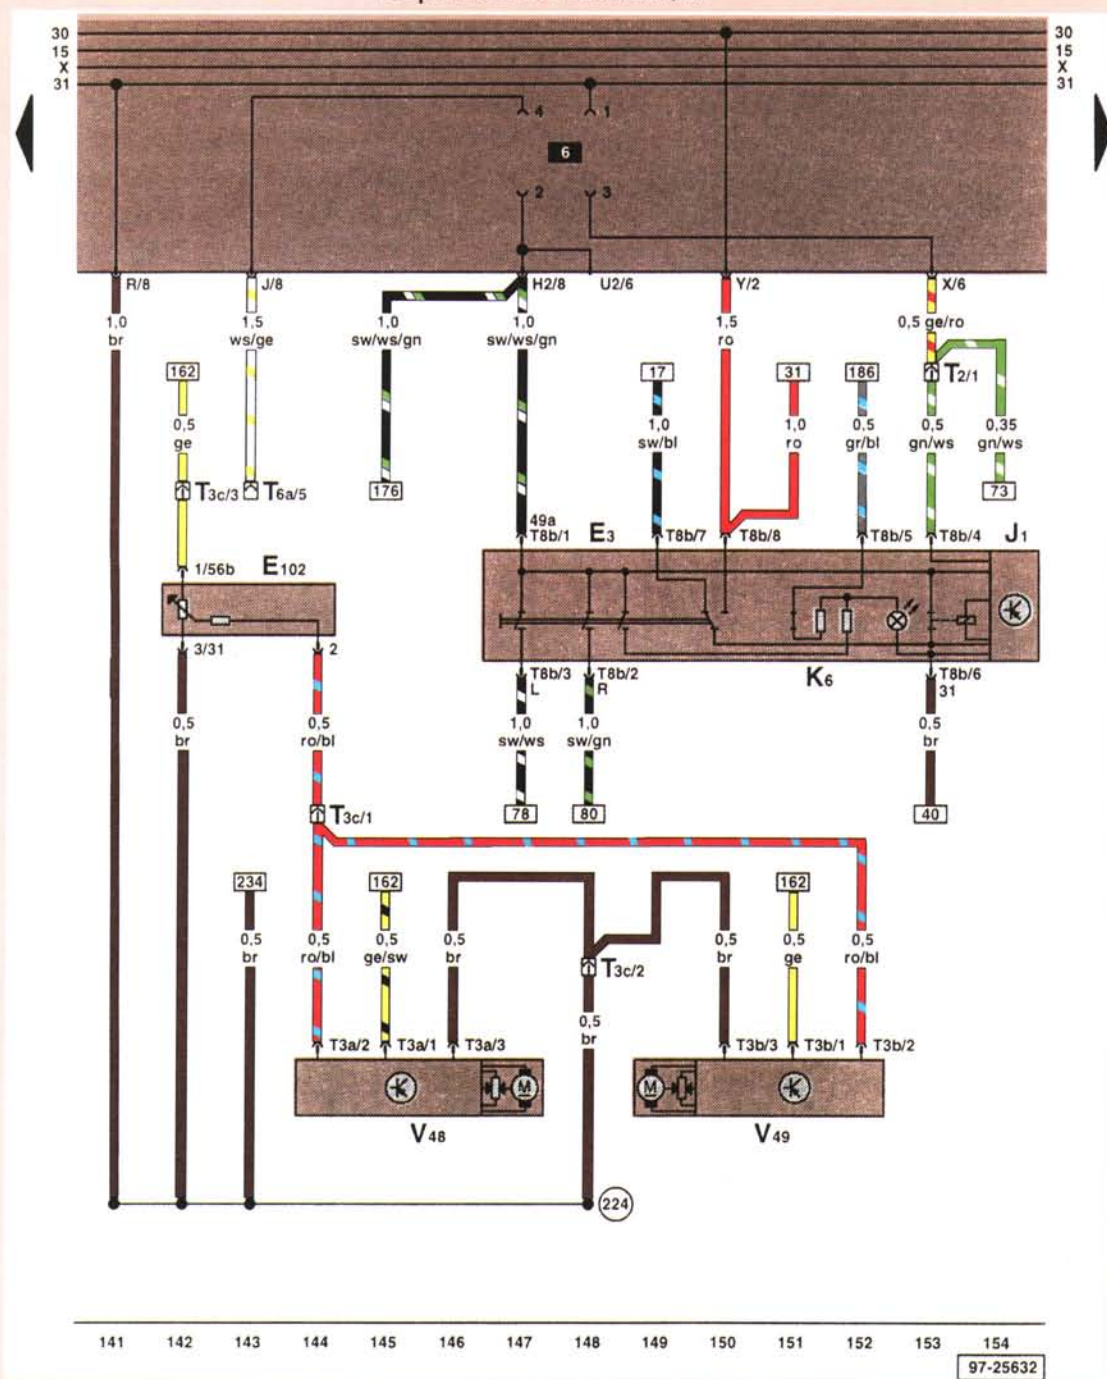 30 30
15 15
X X
31 31
4 1
6
2 3
R/8 J/8 H2/8 U2/6 Y/2 X/6
1,0 1,5 1,0 1,0 1,5 0,5 ge/ro
br ws/ge sw/ws/gn sw/ws/gn ro
162 17 31 186 T2/1
0,5 1,0 1,0 0,5 0,5 0,35
ge sw/bl ro gr/bl gn/ws gn/ws
T3c/3 T6a/5 176 73
49a
T8b/1 E3 T8b/7 T8b/8 T8b/5 T8b/4 J1
1/56b E102
3/31 2
T8b/3 T8b/2 K6 T8b/6
L R 31
0,5 0,5 1,0 1,0 0,5
br ro/bl sw/ws sw/gn br
T3c/1 78 80 40
234 162 162
0,5 0,5 0,5 0,5 0,5 0,5 0,5
br ro/bl ge/sw br br ge ro/bl
T3c/2
0,5
br
T3a/2 T3a/1 T3a/3 T3b/3 T3b/1 T3b/2
M M
V48 V49
224
141 142 143 144 145 146 147 148 149 150 151 152 153 154
97-25632